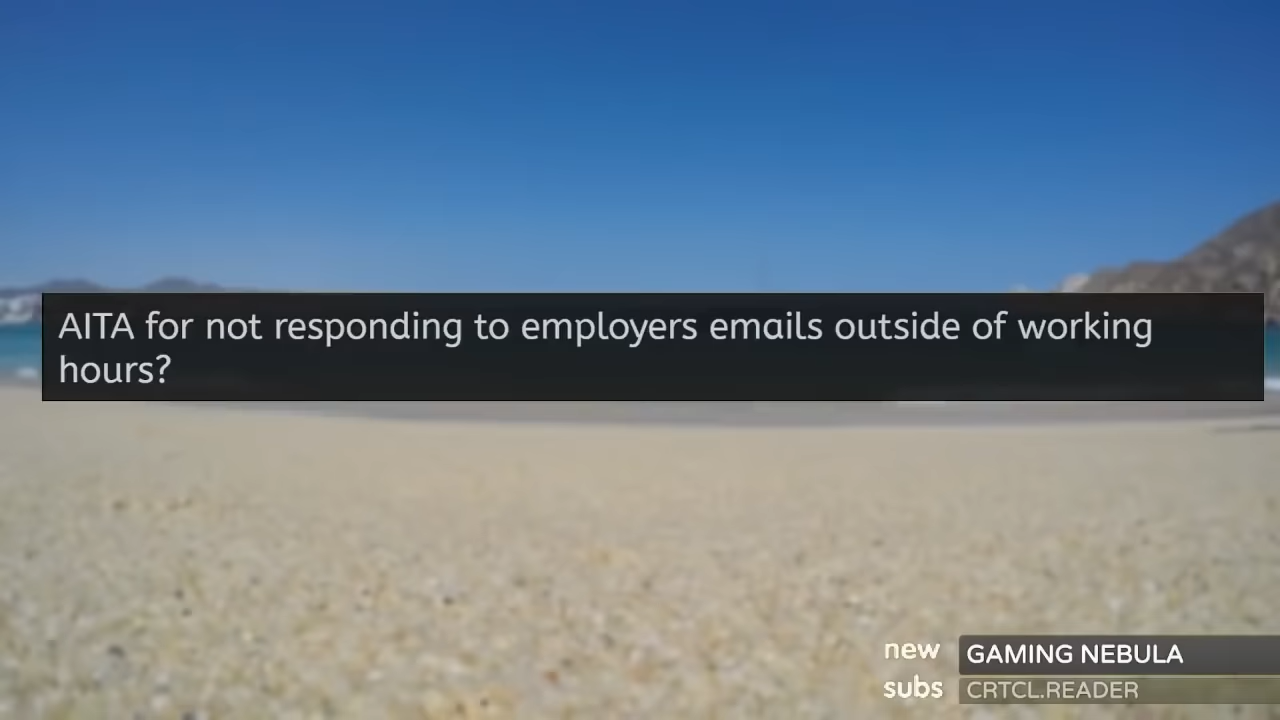 AITA for not responding to employers emails outside of working
hours?
new GAMING NEBULA
subs CRTCL.READER